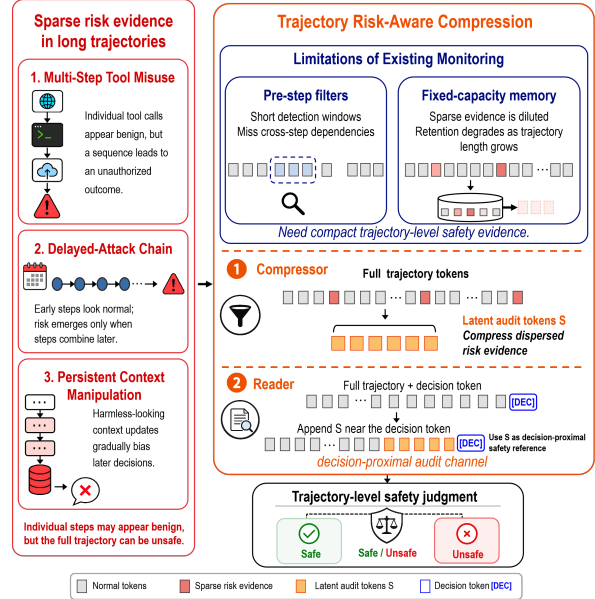 Sparse risk evidence
in long trajectories
1. Multi-Step Tool Misuse
Individual tool calls
appear benign, but
a sequence leads to
an unauthorized
outcome.
2. Delayed-Attack Chain
Early steps look normal;
risk emerges only when
steps combine later.
3. Persistent Context
Manipulation
Harmless-looking
context updates
gradually bias
later decisions.
Individual steps may appear benign,
but the full trajectory can be unsafe.
Trajectory Risk-Aware Compression
Limitations of Existing Monitoring
Pre-step filters
Short detection windows
Miss cross-step dependencies
Fixed-capacity memory
Sparse evidence is diluted
Retention degrades as trajectory
length grows
Need compact trajectory-level safety evidence.
1 Compressor
Full trajectory tokens
Latent audit tokens S
Compress dispersed
risk evidence
2 Reader
Full trajectory + decision token
[DEC]
Append S near the decision token
[DEC]
Use S as decision-proximal
safety reference
decision-proximal audit channel
Trajectory-level safety judgment
Safe
Safe / Unsafe
Unsafe
Normal tokens
Sparse risk evidence
Latent audit tokens S
Decision token [DEC]